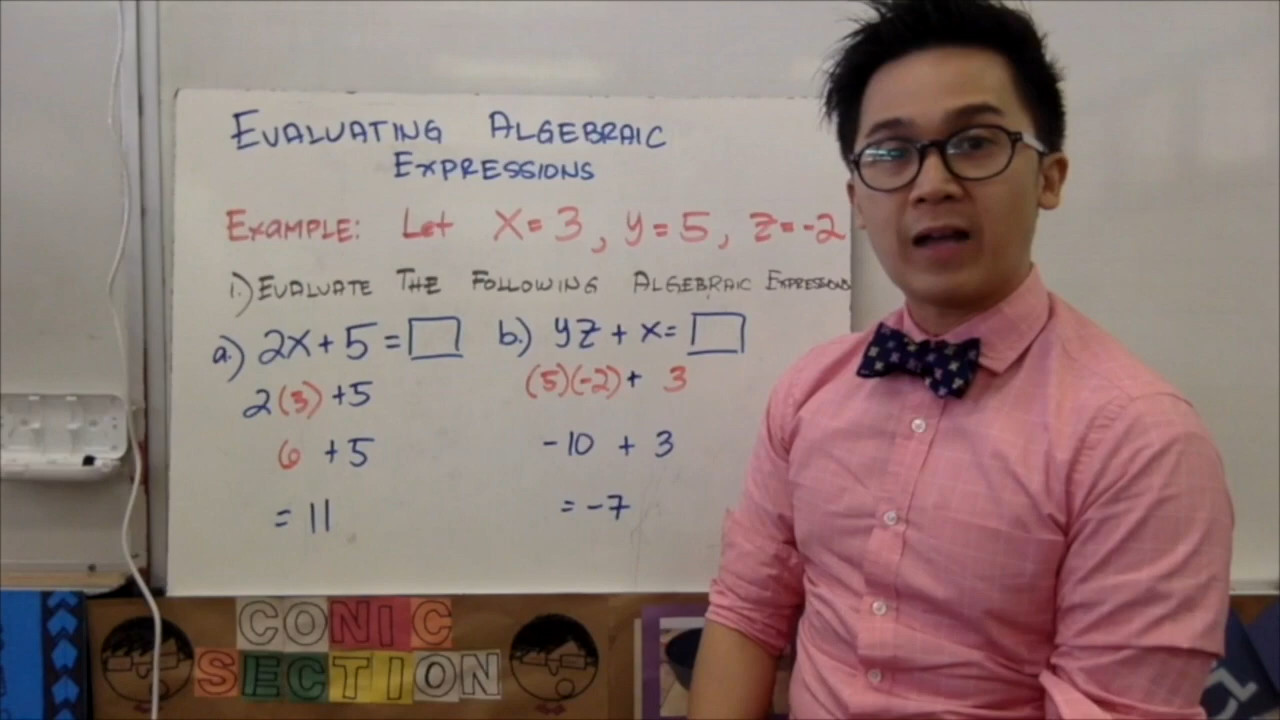 EVALUATING ALGEBRAIC
EXPRESSIONS
EXAMPLE: Let X=3, y=5, z=-2
1.) EVALUATE THE FOLLOWING ALGEBRAIC EXPRESSIONS
a.) 2x+5=□ b.) yz+x=□
2(3)+5 (5)(-2)+3
6+5 -10+3
=11 =-7
CONIC
SECTION